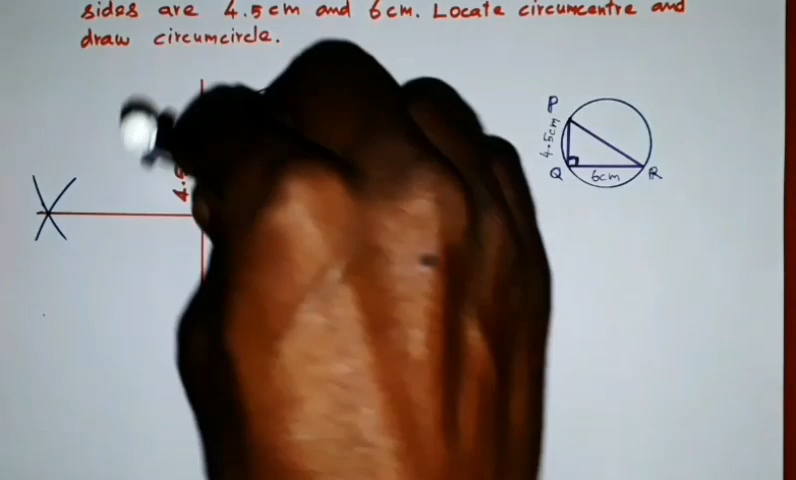 sides are 4.5cm and 6cm. Locate circumcentre and
draw circumcircle.
P
4.5cm
Q
6cm
R